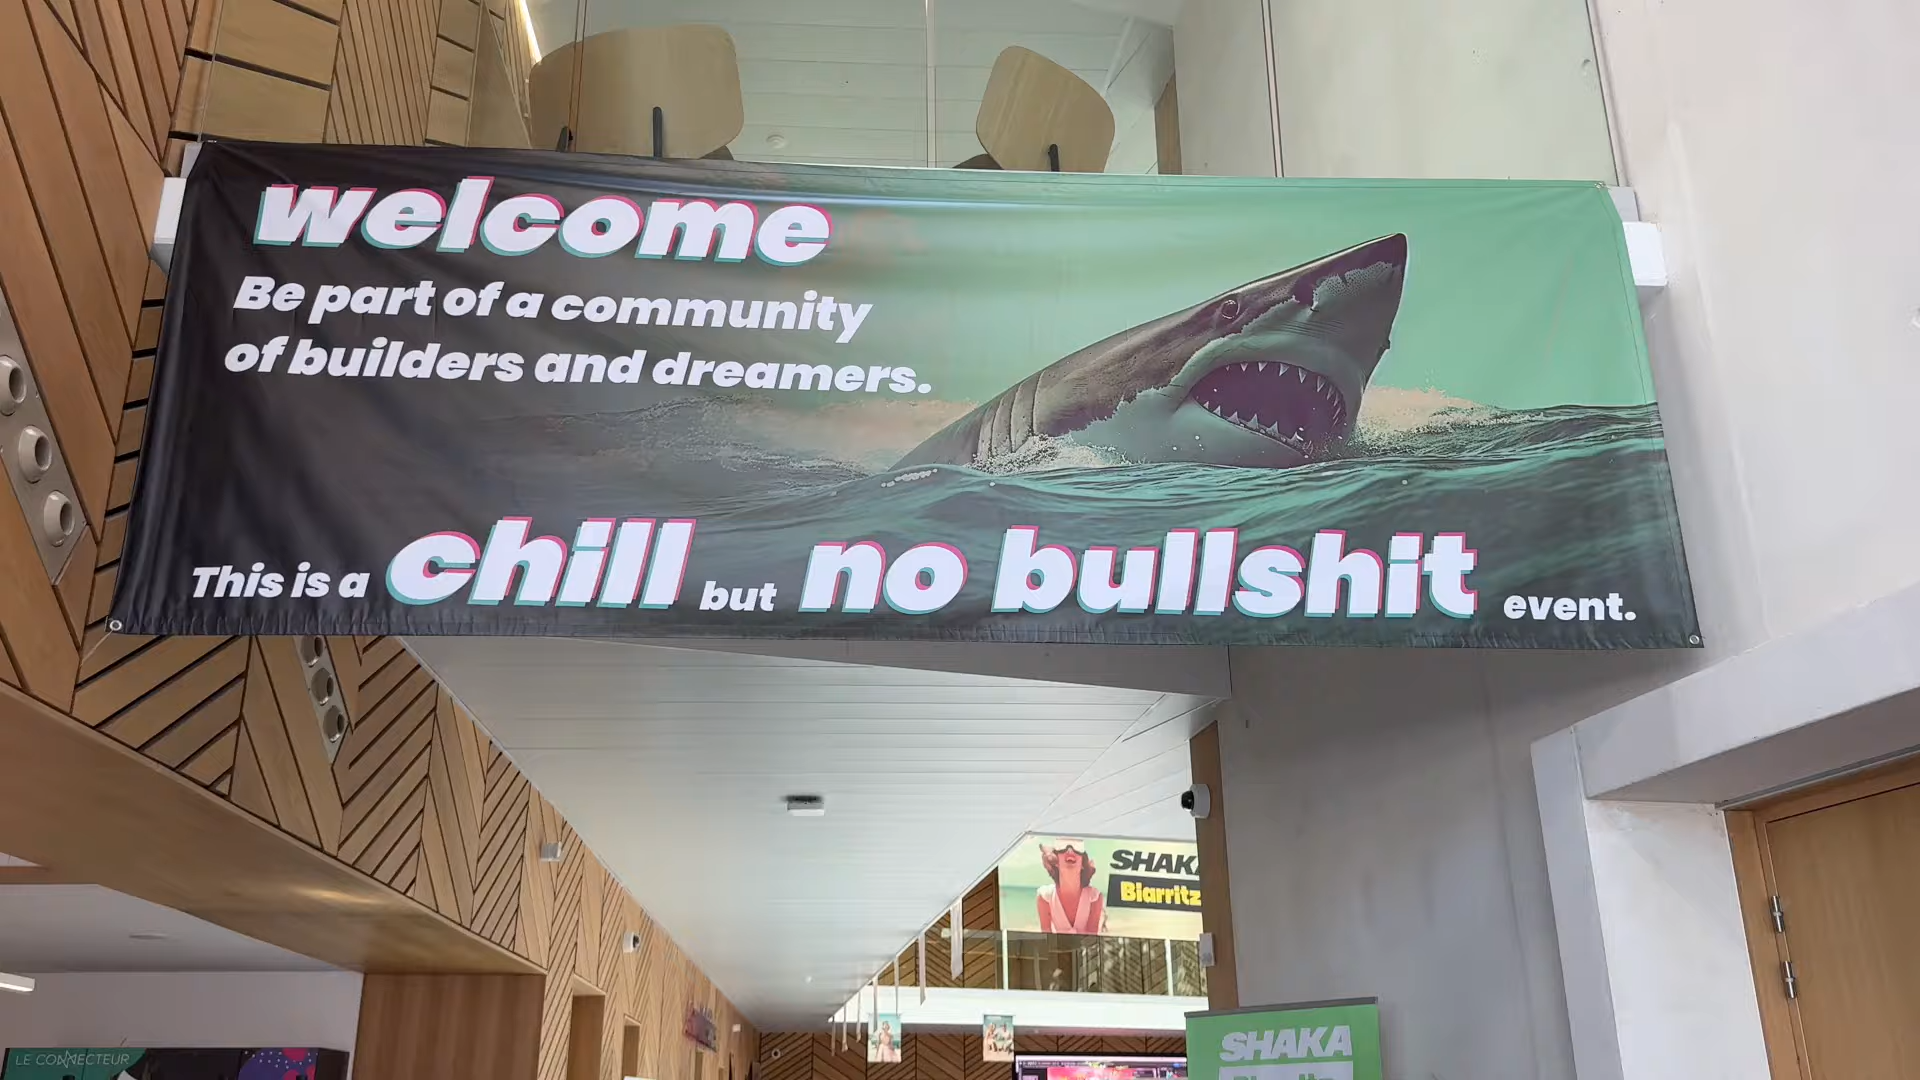 welcome
Be part of a community
of builders and dreamers.
This is a chill but no bullshit event.
SHAK
Biarritz
SHAKA
LE CONNECTEUR